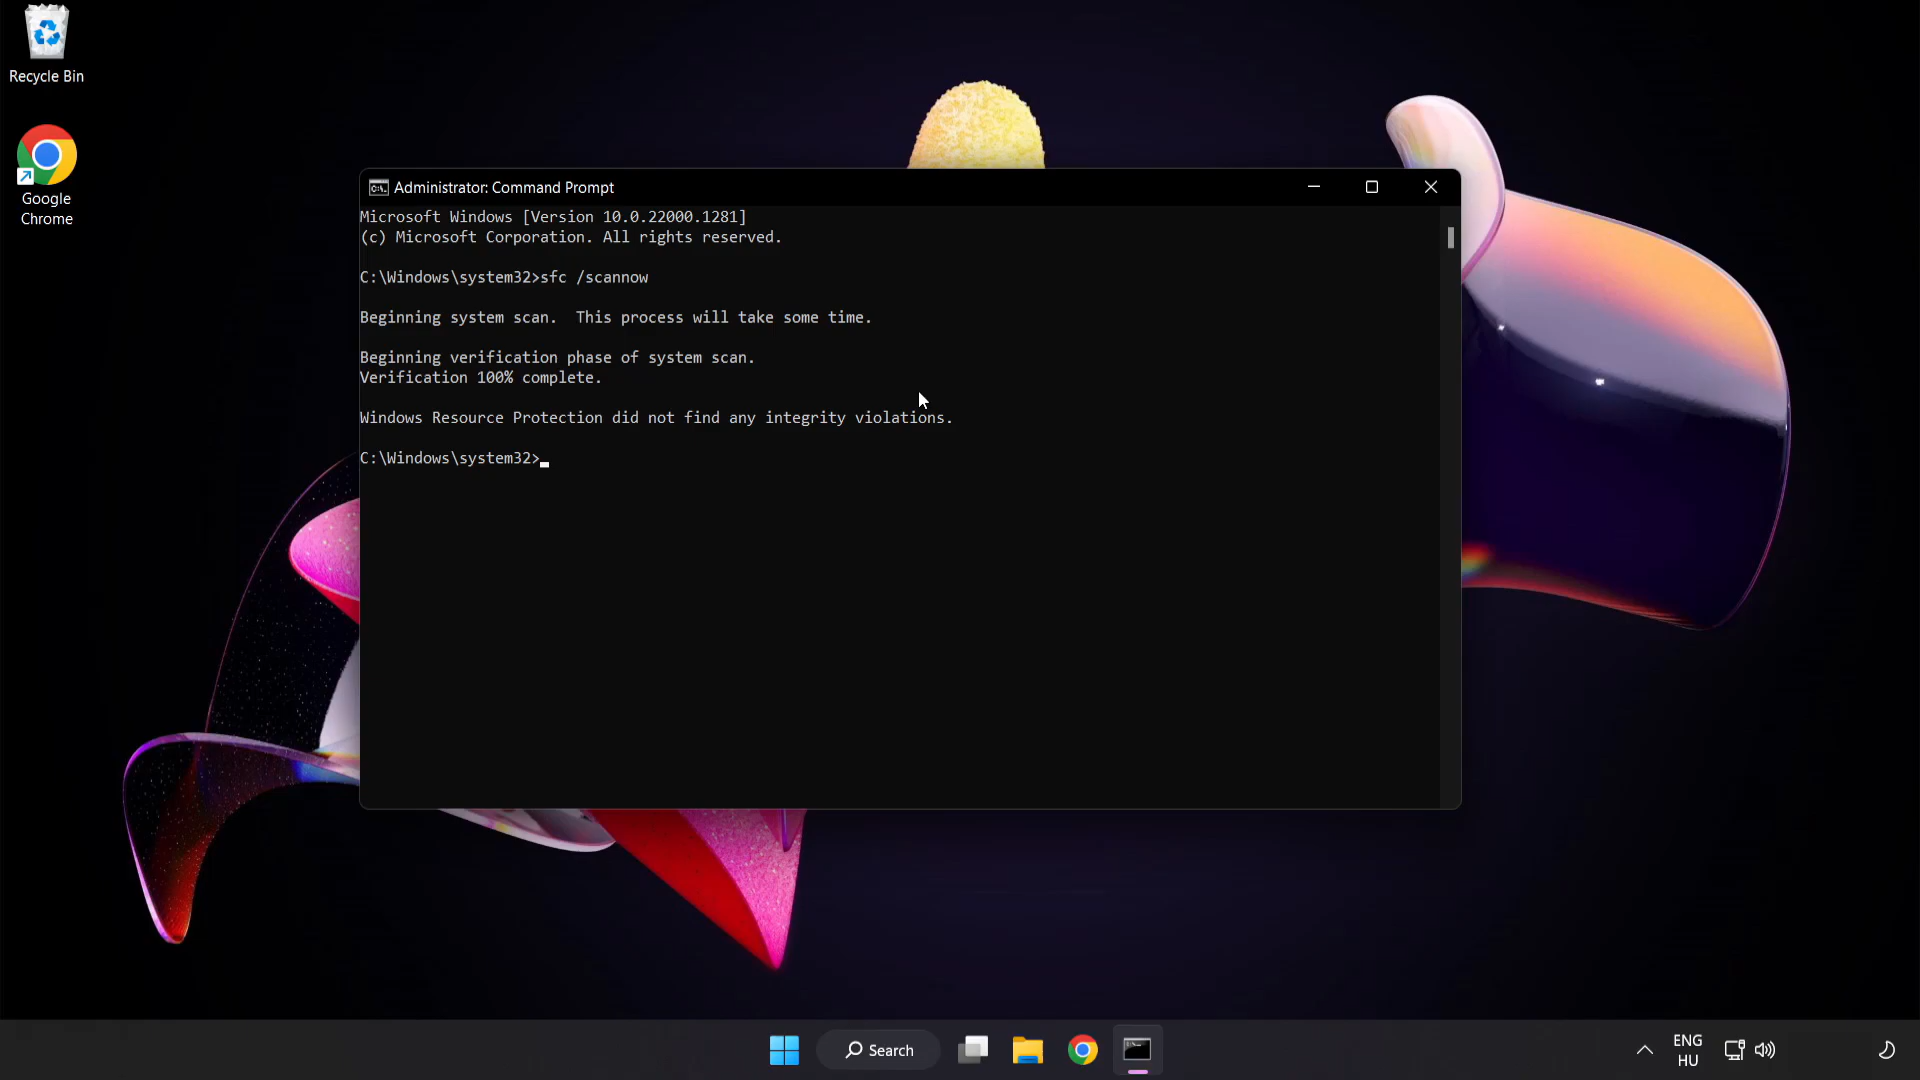 Recycle Bin
Google
Chrome
Administrator: Command Prompt
Microsoft Windows [Version 10.0.22000.1281]
(c) Microsoft Corporation. All rights reserved.
C:\Windows\system32>sfc /scannow
Beginning system scan.  This process will take some time.
Beginning verification phase of system scan.
Verification 100% complete.
Windows Resource Protection did not find any integrity violations.
C:\Windows\system32>
Search
ENG
HU